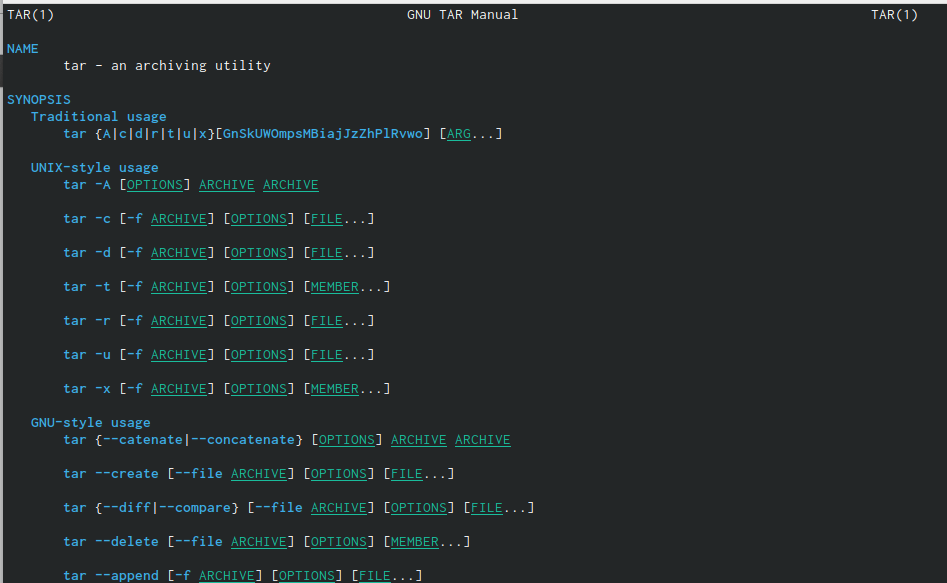 TAR(1) GNU TAR Manual TAR(1)
NAME
tar - an archiving utility
SYNOPSIS
Traditional usage
tar {A|c|d|r|t|u|x}[GnSkUWOmpsMBiajJzZhPlRvwo] [ARG...]
UNIX-style usage
tar -A [OPTIONS] ARCHIVE ARCHIVE
tar -c [-f ARCHIVE] [OPTIONS] [FILE...]
tar -d [-f ARCHIVE] [OPTIONS] [FILE...]
tar -t [-f ARCHIVE] [OPTIONS] [MEMBER...]
tar -r [-f ARCHIVE] [OPTIONS] [FILE...]
tar -u [-f ARCHIVE] [OPTIONS] [FILE...]
tar -x [-f ARCHIVE] [OPTIONS] [MEMBER...]
GNU-style usage
tar {--catenate|--concatenate} [OPTIONS] ARCHIVE ARCHIVE
tar --create [--file ARCHIVE] [OPTIONS] [FILE...]
tar {--diff|--compare} [--file ARCHIVE] [OPTIONS] [FILE...]
tar --delete [--file ARCHIVE] [OPTIONS] [MEMBER...]
tar --append [-f ARCHIVE] [OPTIONS] [FILE...]